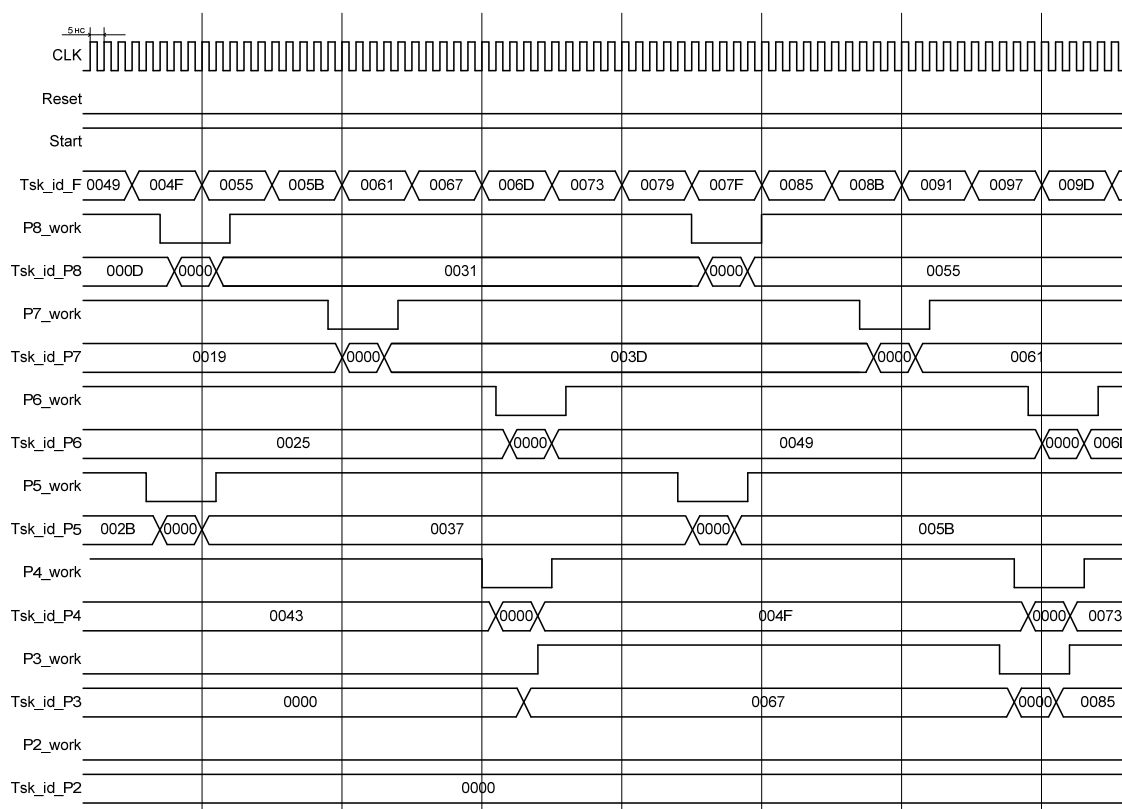 5 нс
CLK
Reset
Start
Tsk_id_F 0049 004F 0055 005B 0061 0067 006D 0073 0079 007F 0085 008B 0091 0097 009D
P8_work
Tsk_id_P8 000D 0000 0031 0000 0055
P7_work
Tsk_id_P7 0019 0000 003D 0000 0061
P6_work
Tsk_id_P6 0025 0000 0049 0000
P5_work
Tsk_id_P5 002B 0000 0037 0000 005B
P4_work
Tsk_id_P4 0043 0000 004F 0000 0073
P3_work
Tsk_id_P3 0000 0067 0000 0085
P2_work
Tsk_id_P2 0000